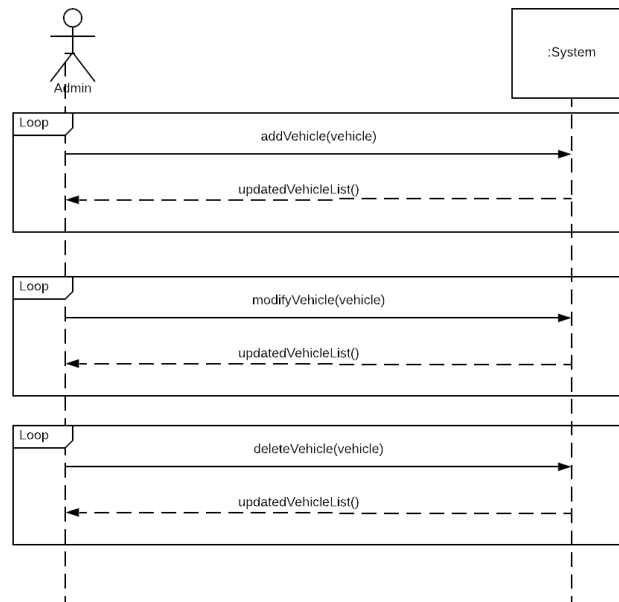 :System
Admin
Loop
addVehicle(vehicle)
updatedVehicleList()
Loop
modifyVehicle(vehicle)
updatedVehicleList()
Loop
deleteVehicle(vehicle)
updatedVehicleList()